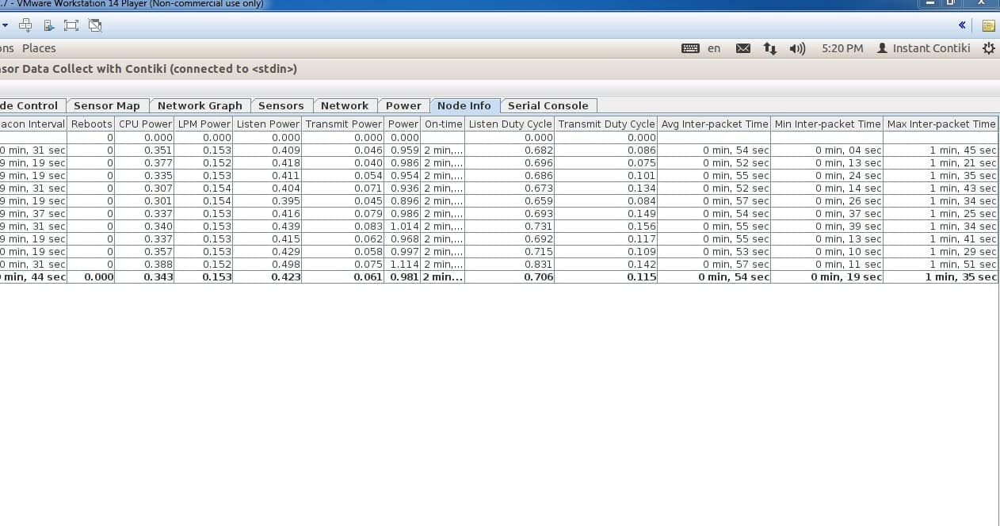 .7 - VMware Workstation 14 Player (Non-commercial use only)
Places en 5:20 PM Instant Contiki
sor Data Collect with Contiki (connected to <stdin>)
de Control Sensor Map Network Graph Sensors Network Power Node Info Serial Console
acon Interval Reboots CPU Power LPM Power Listen Power Transmit Power Power On-time Listen Duty Cycle Transmit Duty Cycle Avg Inter-packet Time Min Inter-packet Time Max Inter-packet Time
0 0.000 0.000 0.000 0.000 0.000 0.000 0.000
0 min, 31 sec 0 0.351 0.153 0.409 0.046 0.959 2 min,... 0.682 0.086 0 min, 54 sec 0 min, 04 sec 1 min, 45 sec
9 min, 19 sec 0 0.377 0.152 0.418 0.040 0.986 2 min,... 0.696 0.075 0 min, 52 sec 0 min, 13 sec 1 min, 21 sec
9 min, 19 sec 0 0.335 0.153 0.411 0.054 0.954 2 min,... 0.686 0.101 0 min, 55 sec 0 min, 24 sec 1 min, 35 sec
9 min, 31 sec 0 0.307 0.154 0.404 0.071 0.936 2 min,... 0.673 0.134 0 min, 52 sec 0 min, 14 sec 1 min, 43 sec
9 min, 19 sec 0 0.301 0.154 0.395 0.045 0.896 2 min,... 0.659 0.084 0 min, 57 sec 0 min, 26 sec 1 min, 34 sec
9 min, 37 sec 0 0.337 0.153 0.416 0.079 0.986 2 min,... 0.693 0.149 0 min, 54 sec 0 min, 37 sec 1 min, 25 sec
9 min, 31 sec 0 0.340 0.153 0.439 0.083 1.014 2 min,... 0.731 0.156 0 min, 55 sec 0 min, 39 sec 1 min, 34 sec
9 min, 19 sec 0 0.337 0.153 0.415 0.062 0.968 2 min,... 0.692 0.117 0 min, 55 sec 0 min, 13 sec 1 min, 41 sec
0 min, 19 sec 0 0.357 0.153 0.429 0.058 0.997 2 min,... 0.715 0.109 0 min, 53 sec 0 min, 10 sec 1 min, 29 sec
0 min, 31 sec 0 0.388 0.152 0.498 0.075 1.114 2 min,... 0.831 0.142 0 min, 57 sec 0 min, 11 sec 1 min, 51 sec
min, 44 sec 0.000 0.343 0.153 0.423 0.061 0.981 2 min... 0.706 0.115 0 min, 54 sec 0 min, 19 sec 1 min, 35 sec